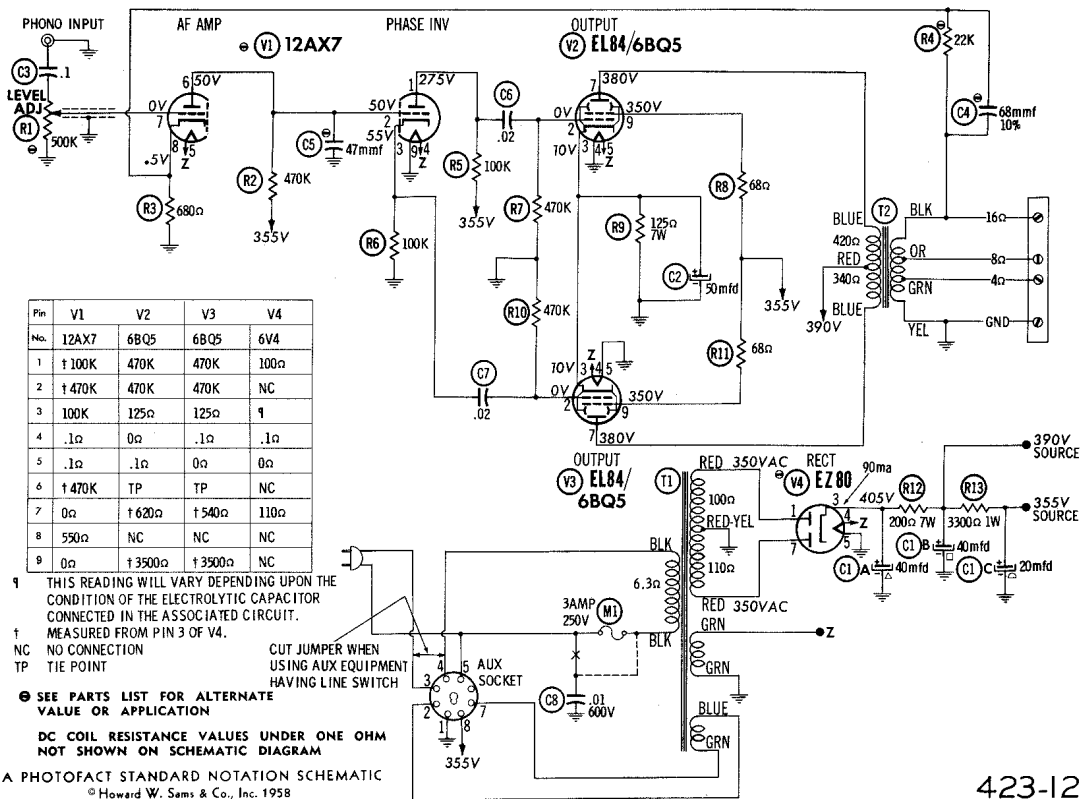 PHONO INPUT
AF AMP
PHASE INV
OUTPUT
⊖ V1 12AX7
V2 EL84/6BQ5
R4 ⊖
22K
C3 .1
LEVEL ADJ
R1
⊖
500K
6 50V
0V
7
8 5
Z
.5V
R3 680Ω
R2 470K
355V
C5 ⊖
47mmf
1 275V
50V
2
55V
3 9 4
Z
R5 100K
355V
R6 100K
C6
.02
0V
2
10V
7 380V
350V
9
3 4 5
Z
R7 470K
R9 125Ω
7W
C2
50mfd
R8 68Ω
355V
R10 470K
R11 68Ω
C7
.02
10V 3 4 5
Z
0V
2
350V
9
7 380V
OUTPUT
V3 EL84/
6BQ5
C4 ⊖
68mmf
10%
T2
BLUE
420Ω
RED
340Ω
BLUE
390V
BLK
OR
GRN
YEL
16Ω
8Ω
4Ω
GND
Pin No. V1 V2 V3 V4
12AX7 6BQ5 6BQ5 6V4
1 †100K 470K 470K 100Ω
2 †470K 470K 470K NC
3 100K 125Ω 125Ω ¶
4 .1Ω 0Ω .1Ω .1Ω
5 .1Ω .1Ω 0Ω 0Ω
6 †470K TP TP NC
7 0Ω †620Ω †540Ω 110Ω
8 550Ω NC NC NC
9 0Ω †3500Ω †3500Ω NC
¶ THIS READING WILL VARY DEPENDING UPON THE
CONDITION OF THE ELECTROLYTIC CAPACITOR
CONNECTED IN THE ASSOCIATED CIRCUIT.
† MEASURED FROM PIN 3 OF V4.
NC NO CONNECTION
TP TIE POINT
⊖ SEE PARTS LIST FOR ALTERNATE
VALUE OR APPLICATION
DC COIL RESISTANCE VALUES UNDER ONE OHM
NOT SHOWN ON SCHEMATIC DIAGRAM
A PHOTOFACT STANDARD NOTATION SCHEMATIC
© Howard W. Sams & Co., Inc. 1958
CUT JUMPER WHEN
USING AUX EQUIPMENT
HAVING LINE SWITCH
4 5
3
2
1 8
7
AUX
SOCKET
355V
3AMP
250V
M1
C8 .01
600V
T1
BLK
6.3Ω
BLK
RED 350VAC
100Ω
RED-YEL
110Ω
RED 350VAC
GRN
Z
GRN
BLUE
GRN
RECT
⊖ V4 EZ80
90ma
1
7
3 405V
4
Z
5
R12
200Ω 7W
R13
3300Ω 1W
390V
SOURCE
355V
SOURCE
C1 A 40mfd
C1 B 40mfd
C1 C 20mfd
423-12